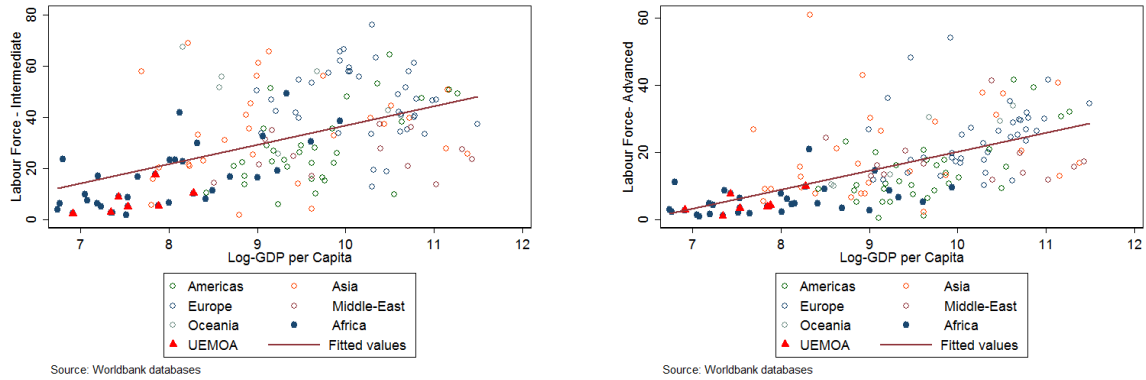 80
60
40
20
0
Labour Force - Intermediate
7 8 9 10 11 12
Log-GDP per Capita
Americas Asia
Europe Middle-East
Oceania Africa
UEMOA Fitted values
Source: Worldbank databases
60
40
20
0
Labour Force- Advanced
7 8 9 10 11 12
Log-GDP per Capita
Americas Asia
Europe Middle-East
Oceania Africa
UEMOA Fitted values
Source: Worldbank databases